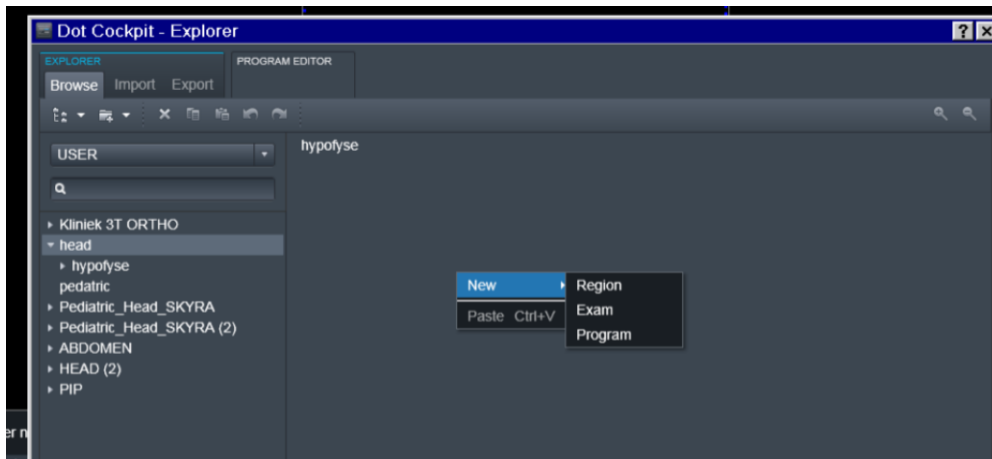 Dot Cockpit - Explorer
EXPLORER
PROGRAM EDITOR
Browse Import Export
USER
hypofyse
Kliniek 3T ORTHO
head
hypofyse
pedatric
Pediatric_Head_SKYRA
Pediatric_Head_SKYRA (2)
ABDOMEN
HEAD (2)
PIP
New
Paste Ctrl+V
Region
Exam
Program
er n